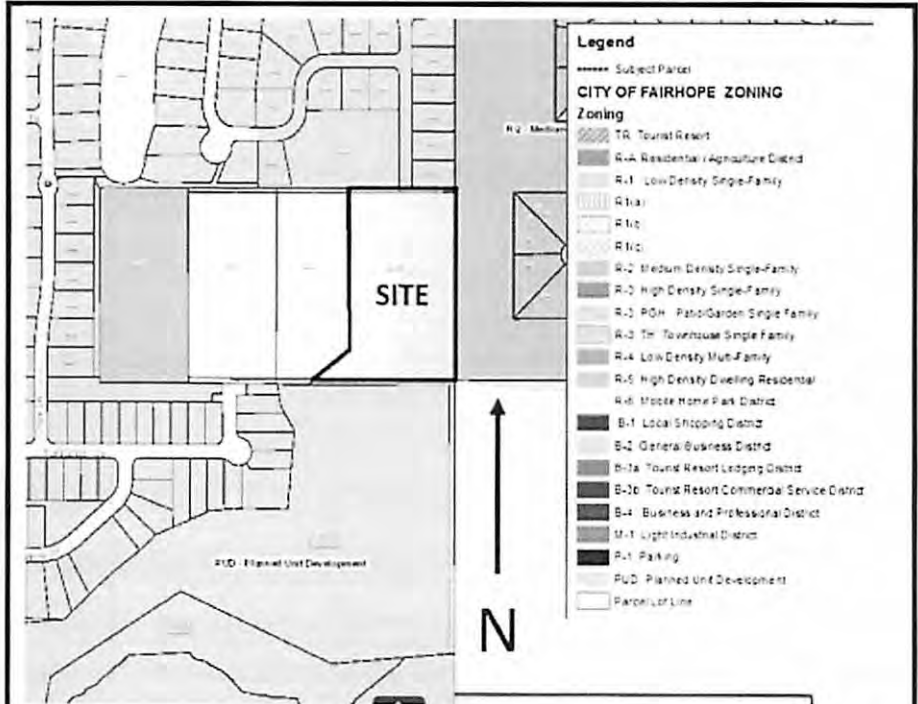 Legend
Subject Parcel
CITY OF FAIRHOPE ZONING
Zoning
TR Tourist Resort
R-A Residential / Agriculture District
R-1 Low Density Single-Family
R1(a)
R1(b)
R1(c)
R-2 Medium Density Single-Family
R-3 High Density Single-Family
R-3 PGH Patio/Garden Single Family
R-3 TH Townhouse Single Family
R-4 Low Density Multi-Family
R-5 High Density Dwelling Residential
R-6 Mobile Home Park District
B-1 Local Shopping District
B-2 General Business District
B-3a Tourist Resort Lodging District
B-3b Tourist Resort Commercial Service District
B-4 Business and Professional District
M-1 Light Industrial District
P-1 Parking
PUD Planned Unit Development
Parcel Lot Line
R-2 - Medium
SITE
PUD - Planned Unit Development
N